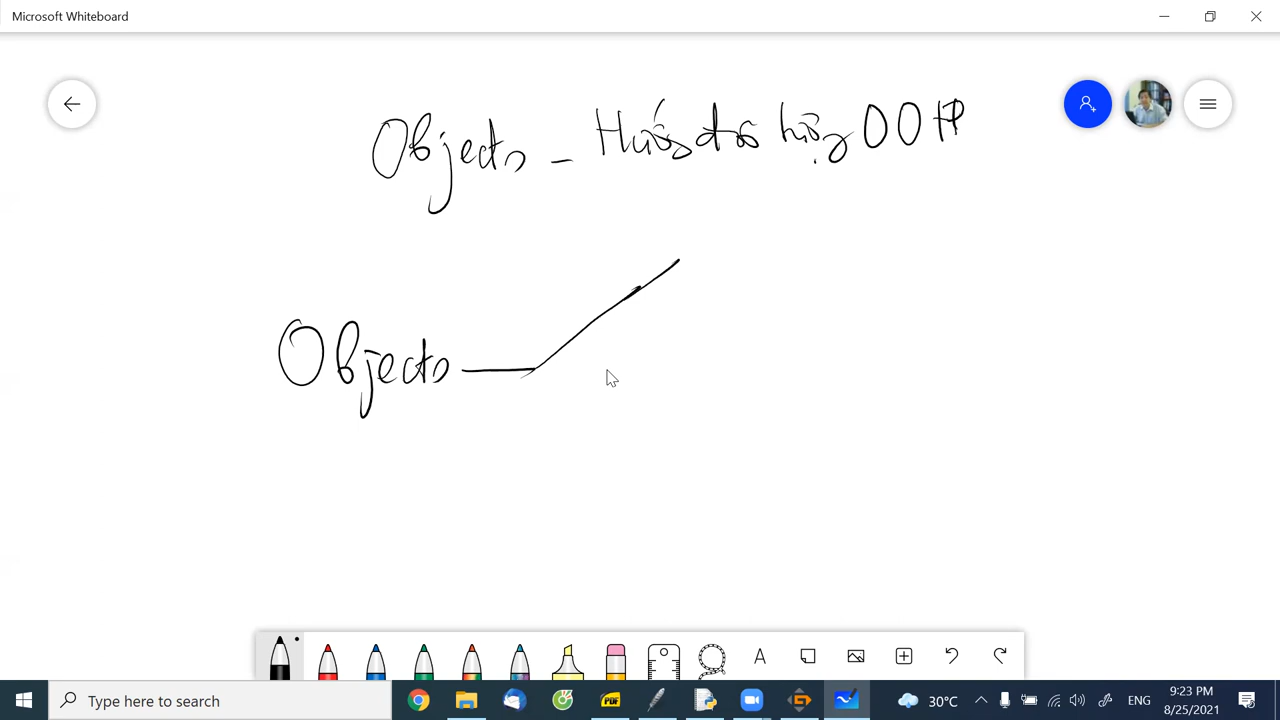 Microsoft Whiteboard
Objects - Hướng đối tượng OOP
Objects
A
Type here to search
PDF
30°C
ENG
9:23 PM
8/25/2021